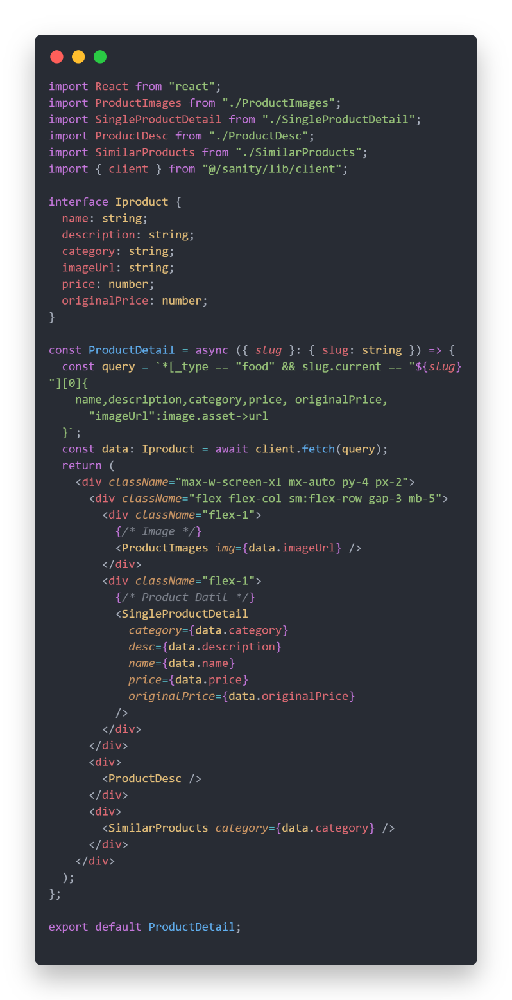 import React from "react";
import ProductImages from "./ProductImages";
import SingleProductDetail from "./SingleProductDetail";
import ProductDesc from "./ProductDesc";
import SimilarProducts from "./SimilarProducts";
import { client } from "@/sanity/lib/client";

interface Iproduct {
  name: string;
  description: string;
  category: string;
  imageUrl: string;
  price: number;
  originalPrice: number;
}

const ProductDetail = async ({ slug }: { slug: string }) => {
  const query = `*[_type == "food" && slug.current == "${slug}
"][0]{
    name,description,category,price, originalPrice,
      "imageUrl":image.asset->url
  }`;
  const data: Iproduct = await client.fetch(query);
  return (
    <div className="max-w-screen-xl mx-auto py-4 px-2">
      <div className="flex flex-col sm:flex-row gap-3 mb-5">
        <div className="flex-1">
          {/* Image */}
          <ProductImages img={data.imageUrl} />
        </div>
        <div className="flex-1">
          {/* Product Datil */}
          <SingleProductDetail
            category={data.category}
            desc={data.description}
            name={data.name}
            price={data.price}
            originalPrice={data.originalPrice}
          />
        </div>
      </div>
      <div>
        <ProductDesc />
      </div>
      <div>
        <SimilarProducts category={data.category} />
      </div>
    </div>
  );
};

export default ProductDetail;